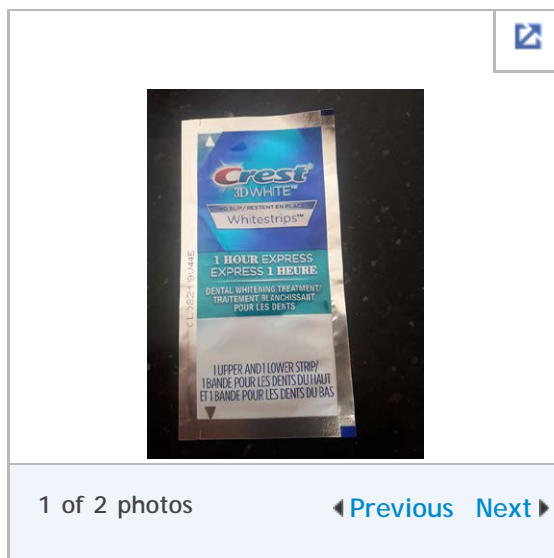 Crest
3D WHITE™
NO SLIP / RESTENT EN PLACE
Whitestrips™
1 HOUR EXPRESS
EXPRESS 1 HEURE
DENTAL WHITENING TREATMENT/
TRAITEMENT BLANCHISSANT
POUR LES DENTS
1 UPPER AND 1 LOWER STRIP/
1 BANDE POUR LES DENTS DU HAUT
ET 1 BANDE POUR LES DENTS DU BAS
1 of 2 photos
Previous Next